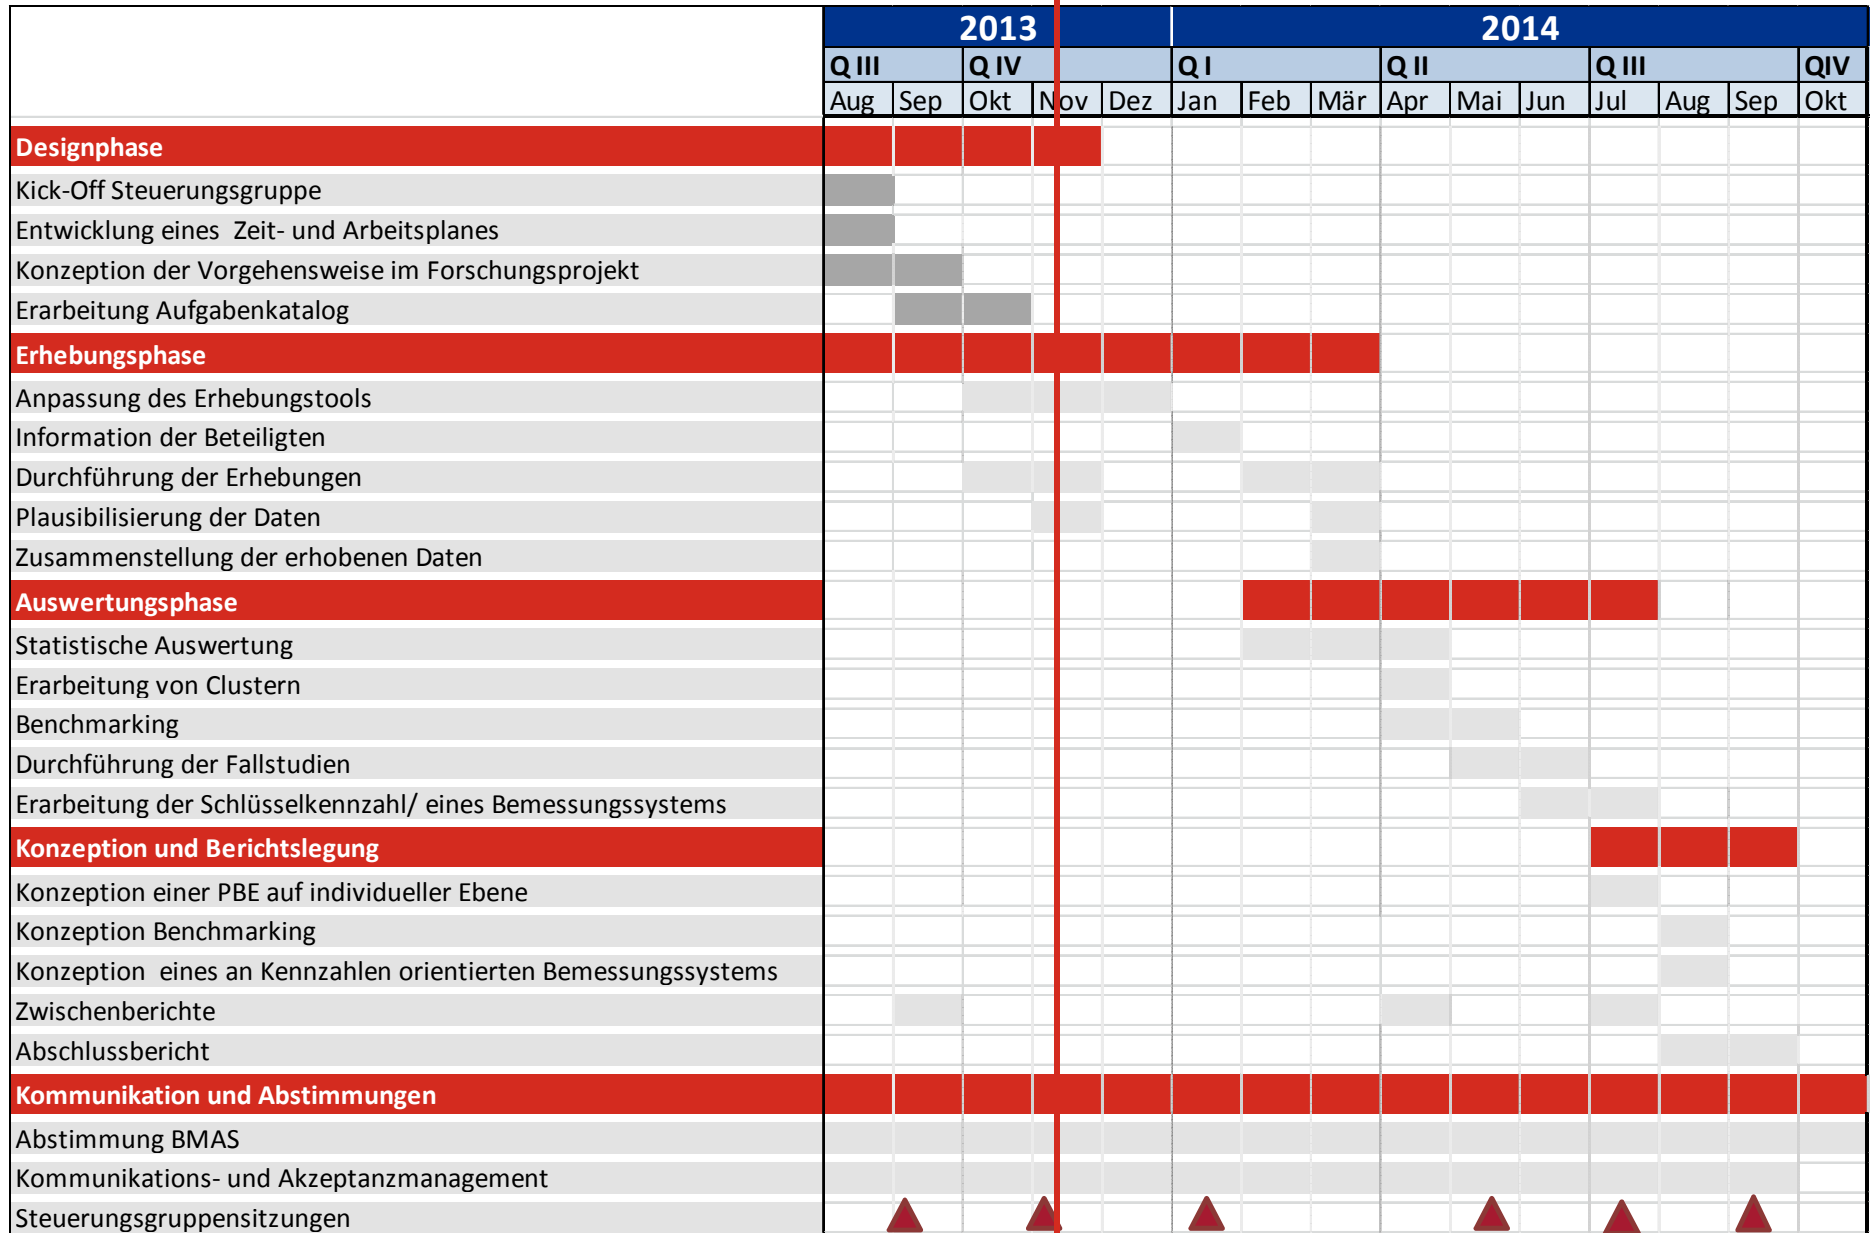 2013 2014
Q III Q IV Q I Q II Q III QIV
Aug Sep Okt Nov Dez Jan Feb Mär Apr Mai Jun Jul Aug Sep Okt
Designphase
Kick-Off Steuerungsgruppe
Entwicklung eines Zeit- und Arbeitsplanes
Konzeption der Vorgehensweise im Forschungsprojekt
Erarbeitung Aufgabenkatalog
Erhebungsphase
Anpassung des Erhebungstools
Information der Beteiligten
Durchführung der Erhebungen
Plausibilisierung der Daten
Zusammenstellung der erhobenen Daten
Auswertungsphase
Statistische Auswertung
Erarbeitung von Clustern
Benchmarking
Durchführung der Fallstudien
Erarbeitung der Schlüsselkennzahl/ eines Bemessungssystems
Konzeption und Berichtslegung
Konzeption einer PBE auf individueller Ebene
Konzeption Benchmarking
Konzeption eines an Kennzahlen orientierten Bemessungssystems
Zwischenberichte
Abschlussbericht
Kommunikation und Abstimmungen
Abstimmung BMAS
Kommunikations- und Akzeptanzmanagement
Steuerungsgruppensitzungen